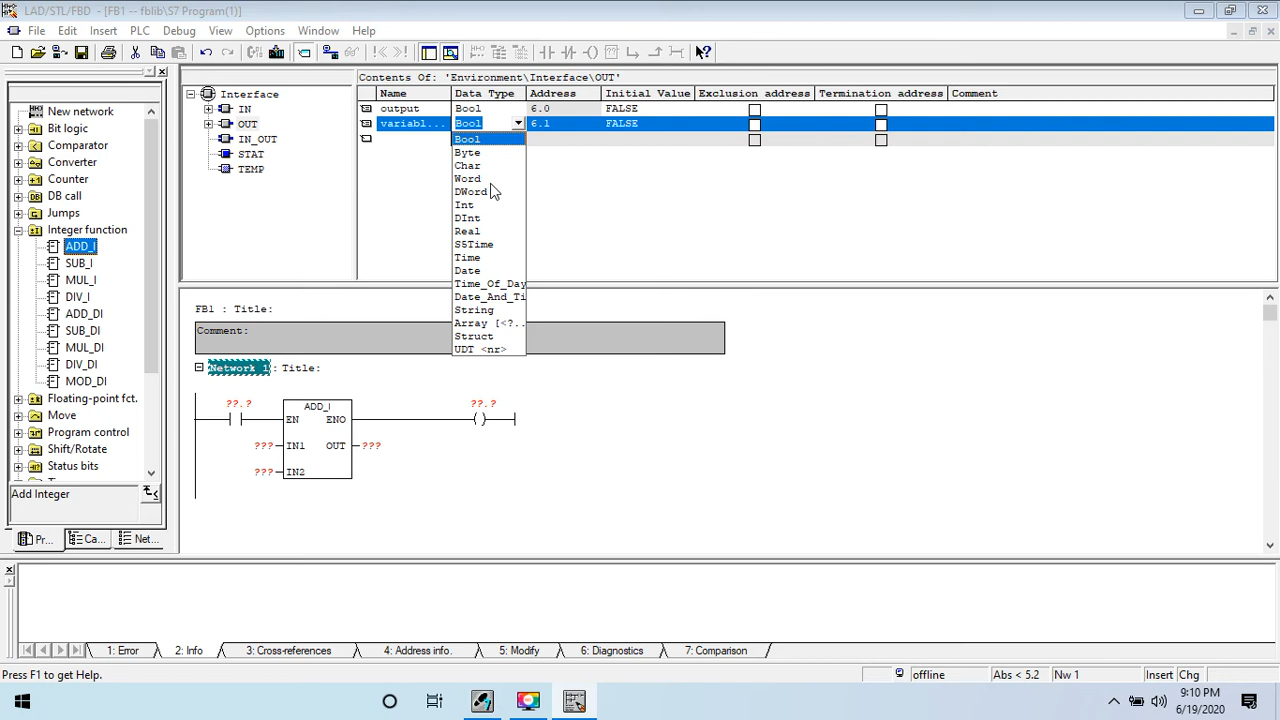 LAD/STL/FBD - [FB1 -- fblib\S7 Program(1)]
File Edit Insert PLC Debug View Options Window Help
Contents Of: 'Environment\Interface\OUT'
Interface
IN
OUT
IN_OUT
STAT
TEMP
Name Data Type Address Initial Value Exclusion address Termination address Comment
output Bool 6.0 FALSE
variabl... Bool 6.1 FALSE
Bool
Byte
Char
Word
DWord
Int
DInt
Real
S5Time
Time
Date
Time_Of_Day
Date_And_Ti
String
Array [<?..
Struct
UDT <nr>
New network
Bit logic
Comparator
Converter
Counter
DB call
Jumps
Integer function
ADD_I
SUB_I
MUL_I
DIV_I
ADD_DI
SUB_DI
MUL_DI
DIV_DI
MOD_DI
Floating-point fct.
Move
Program control
Shift/Rotate
Status bits
Add Integer
Pr... Ca... Net...
FB1 : Title:
Comment:
Network 1: Title:
??.? ??.?
ADD_I
EN ENO
??? IN1 OUT ???
??? IN2
1: Error 2: Info 3: Cross-references 4: Address info. 5: Modify 6: Diagnostics 7: Comparison
Press F1 to get Help. offline Abs < 5.2 Nw 1 Insert Chg
9:10 PM
6/19/2020